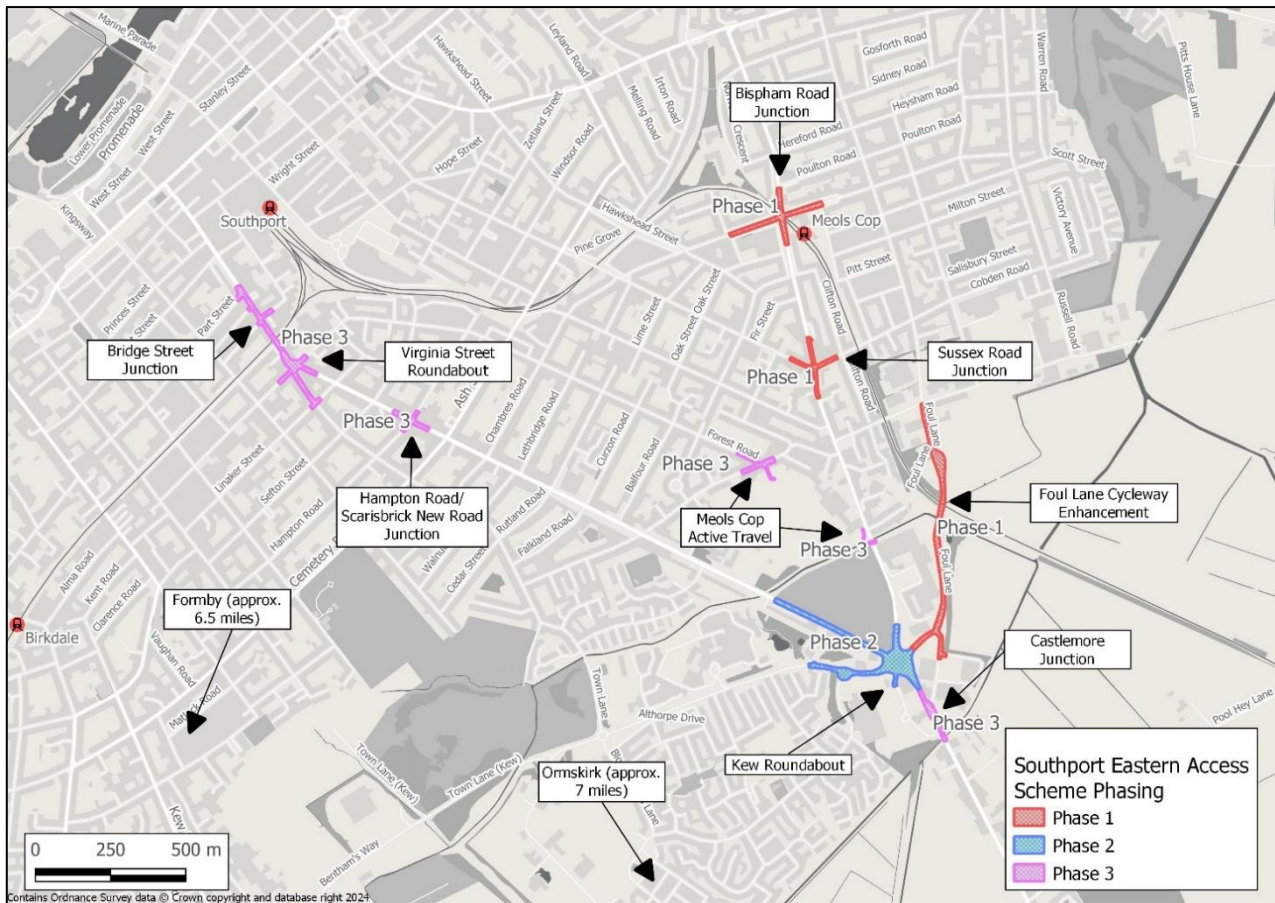 Marine Parade
Lower Promenade
Promenade
Kingsway
West Street
West Street
Stanley Street
Wright Street
Hawkshead Street
Leyland Road
Irton Road
Melling Road
Zetland Street
Hope Street
Windsor Road
Crescent
Gosforth Road
Sidney Road
Heysham Road
Poulton Road
Hereford Road
Poulton Road
Warren Road
Pitts House Lane
Scott Street
Bispham Road
Junction
Phase 1
Meols Cop
Southport
Hawkshead Street
Pine Grove
Milton Street
Victory Avenue
Salisbury Street
Cobden Road
Pitt Street
Russell Road
Princes Street
Part Street
Bridge Street
Junction
Phase 3
Virginia Street
Roundabout
Lime Street
Oak Street
Oak Street
Fir Street
Clifton Road
Phase 1
Sussex Road
Junction
Phase 3
Chambres Road
Lethbridge Road
Curzon Road
Balfour Road
Forest Road
Phase 3
Foul Lane
Foul Lane
Foul Lane Cycleway
Enhancement
Phase 1
Foul Lane
Linaker Street
Sefton Street
Hampton Road
Hampton Road/
Scarisbrick New Road
Junction
Rutland Road
Falkland Road
Cedar Street
Meols Cop
Active Travel
Phase 3
Alma Road
Kent Road
Clarence Road
Birkdale
Formby (approx.
6.5 miles)
Vaughan Road
Matlock Road
Phase 2
Castlemore
Junction
Phase 3
Kew Roundabout
Pool Hey Lane
Town Lane
Althorpe Drive
Town Lane (Kew)
Town Lane (Kew)
Ormskirk (approx.
7 miles)
Bentham's Way
Southport Eastern Access
Scheme Phasing
Phase 1
Phase 2
Phase 3
0 250 500 m
Contains Ordnance Survey data © Crown copyright and database right 2024